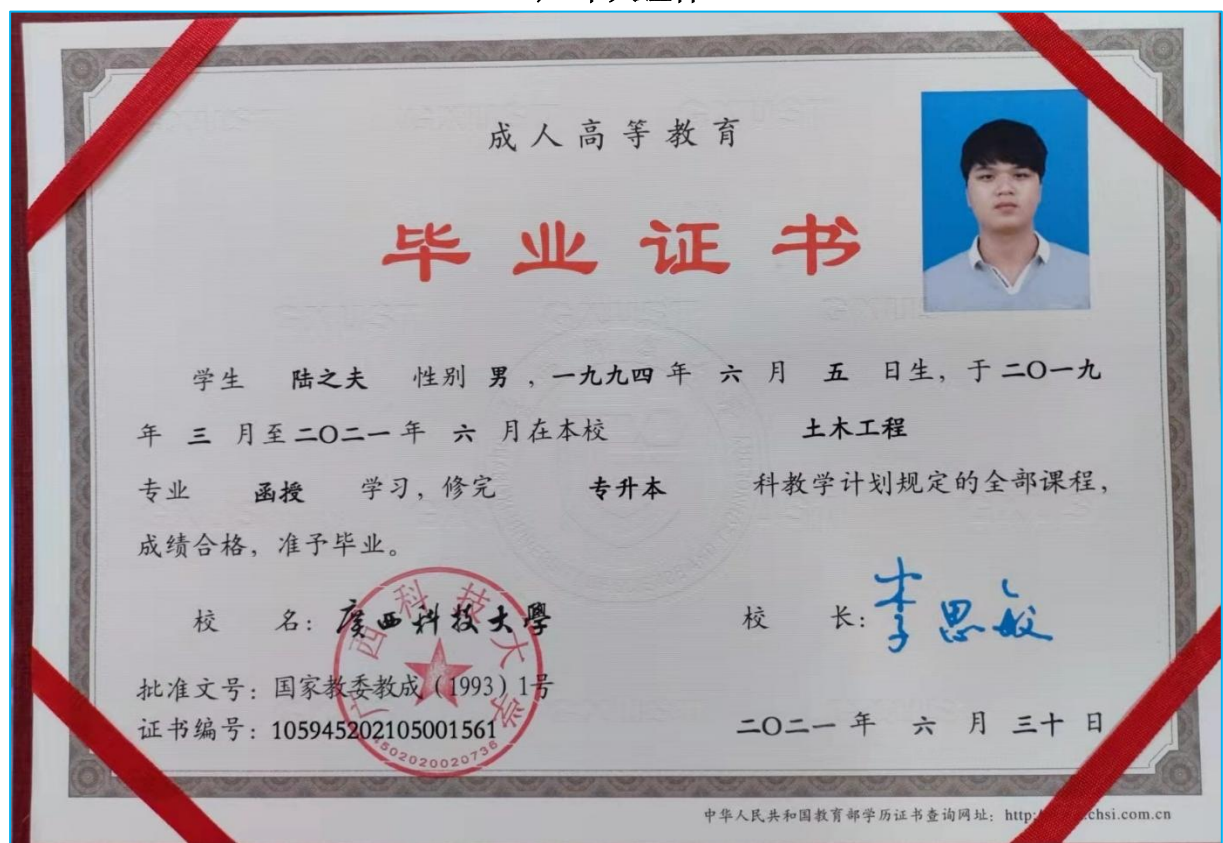 成人高等教育
毕业证书
学生 陆之夫 性别 男，一九九四年 六 月 五 日生，于二〇一九
年 三 月至二〇二一年 六 月在本校 土木工程
专业 函授 学习，修完 专升本 科教学计划规定的全部课程，
成绩合格，准予毕业。
校 名：廣西科技大學
校 长：李思敏
广西科技大学
批准文号：国家教委教成（1993）1号
证书编号：105945202105001561
4502020020736
二〇二一 年 六 月 三十 日
中华人民共和国教育部学历证书查询网址：http: chsi.com.cn